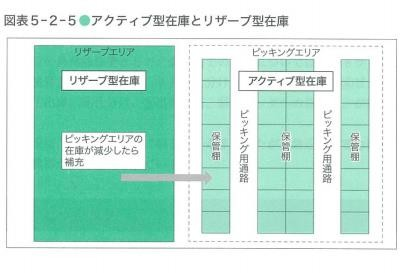 図表5-2-5●アクティブ型在庫とリザーブ型在庫
リザーブエリア
リザーブ型在庫
ピッキングエリアの
在庫が減少したら
補充
ピッキングエリア
アクティブ型在庫
保管棚
ピッキング用通路
保管棚
ピッキング用通路
保管棚